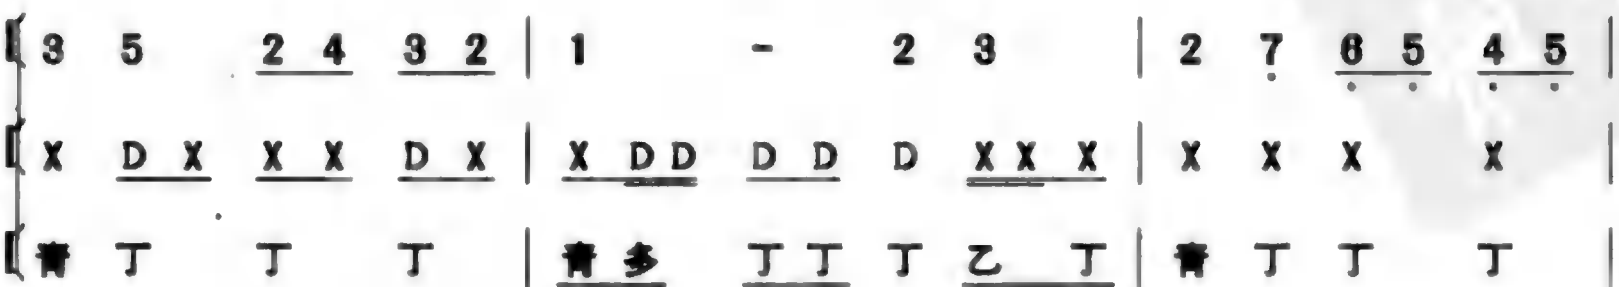 3 5 2 4 3 2 | 1 - 2 3 | 2 7 6 5 4 5 |
X D X X X D X | X D D D D D X X X | X X X X |
青 丁 丁 丁 | 青 多 丁 丁 丁 乙 丁 | 青 丁 丁 丁 |